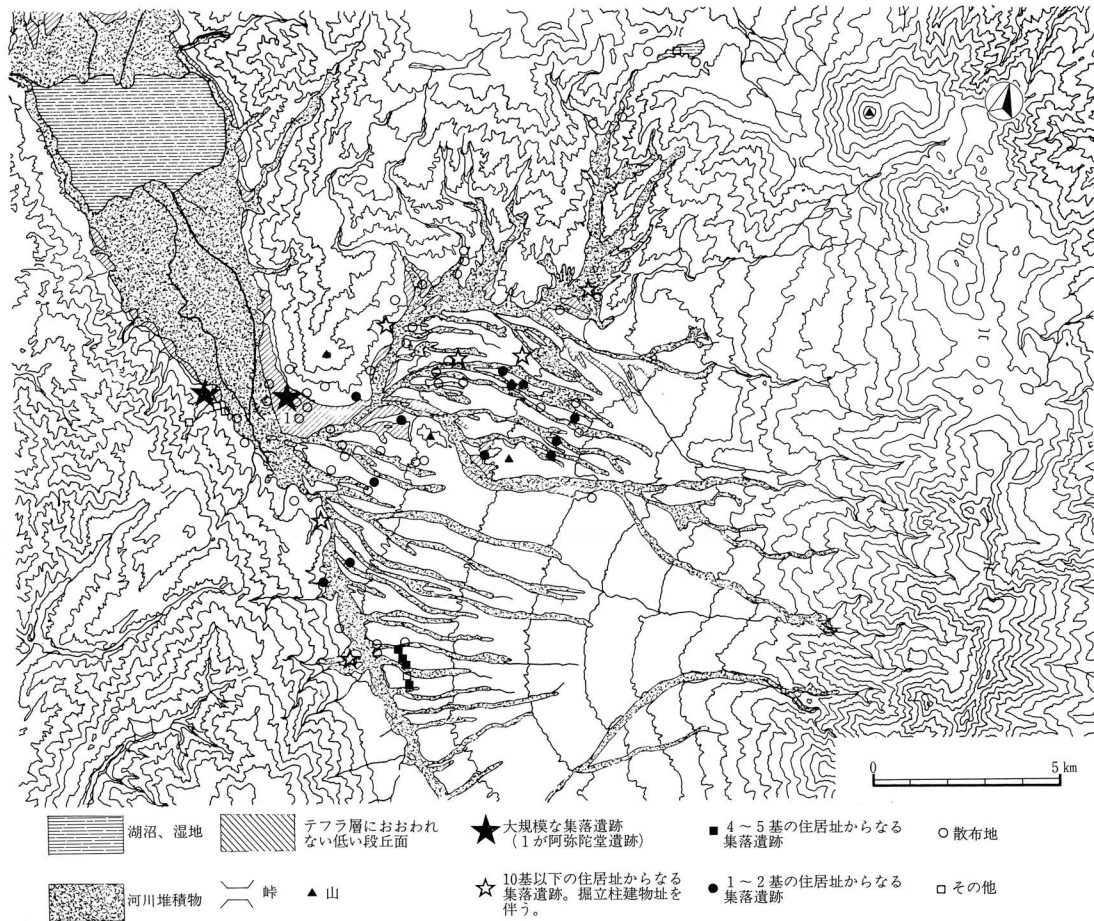 1
0
5 km
湖沼、湿地
テフラ層におおわれ
ない低い段丘面
大規模な集落遺跡
(1が阿弥陀堂遺跡)
4～5基の住居址からなる
集落遺跡
散布地
河川堆積物
峠
山
10基以下の住居址からなる
集落遺跡。掘立柱建物址を
伴う。
1～2基の住居址からなる
集落遺跡
その他